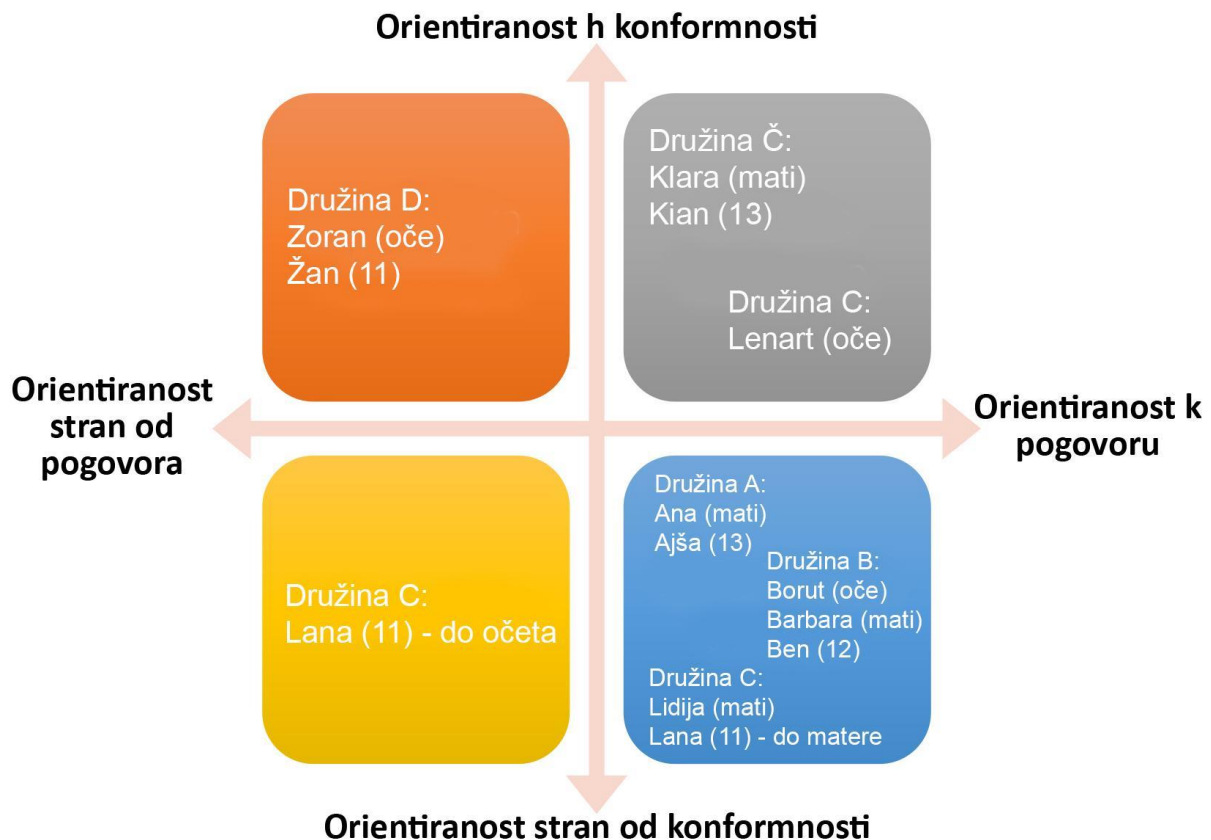 Orientiranost h konformnosti
Družina D:
Zoran (oče)
Žan (11)
Družina Č:
Klara (mati)
Kian (13)
Družina C:
Lenart (oče)
Orientiranost
stran od
pogovora
Orientiranost k
pogovoru
Družina C:
Lana (11) - do očeta
Družina A:
Ana (mati)
Ajša (13)
Družina B:
Borut (oče)
Barbara (mati)
Ben (12)
Družina C:
Lidija (mati)
Lana (11) - do matere
Orientiranost stran od konformnosti